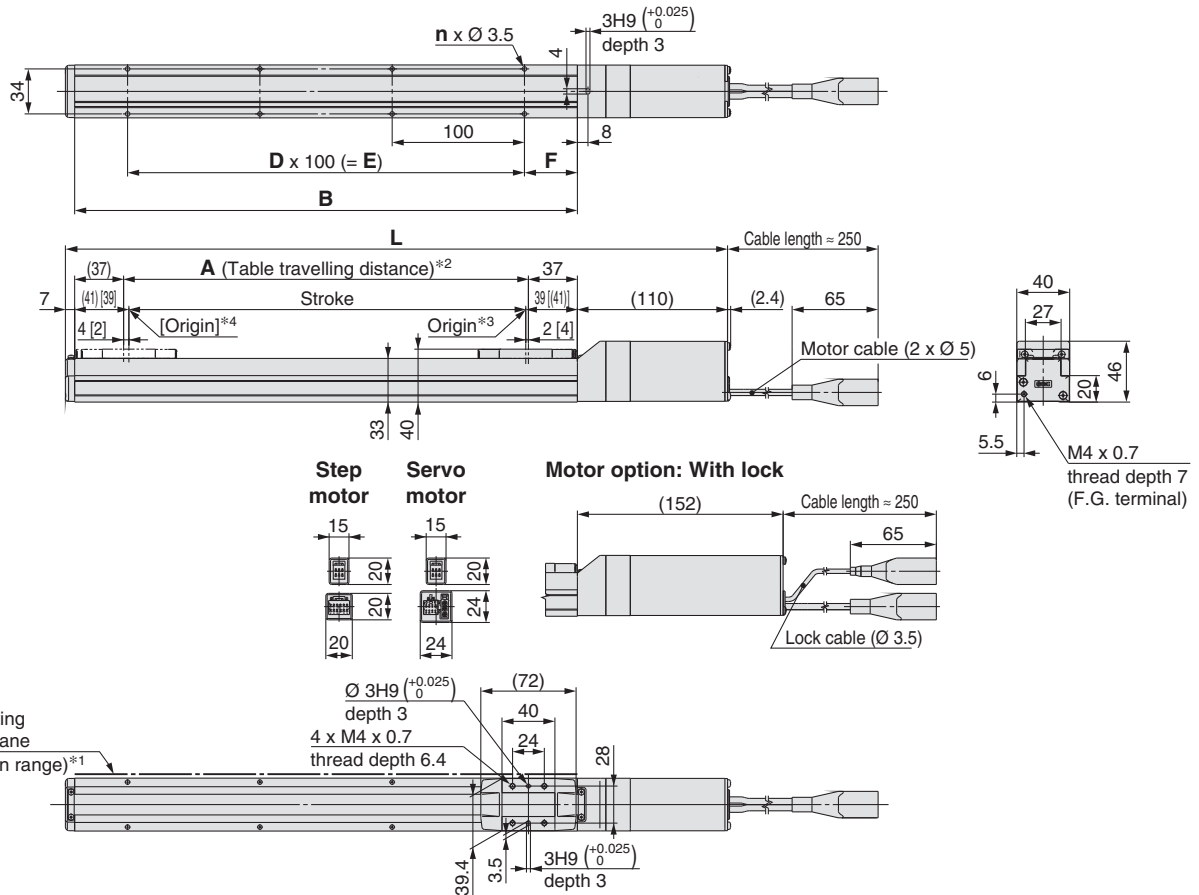 n x Ø 3.5
3H9 (+0.025 0)
depth 3
4
34
100
8
D x 100 (= E)
F
B
L
Cable length ≈ 250
(37)
A (Table travelling distance)*2
37
7
(41) [39]
Stroke
39 [(41)]
(110)
(2.4)
65
4 [2]
[Origin]*4
Origin*3
2 [4]
Motor cable (2 x Ø 5)
33
40
40
27
6
20
46
5.5
M4 x 0.7
thread depth 7
(F.G. terminal)
Step
motor
Servo
motor
15
20
20
20
15
20
24
24
Motor option: With lock
(152)
Cable length ≈ 250
65
Lock cable (Ø 3.5)
Ø 3H9 (+0.025 0)
depth 3
(72)
40
24
4 x M4 x 0.7
thread depth 6.4
28
ing
ane
n range)*1
39.4
3.5
3H9 (+0.025 0)
depth 3